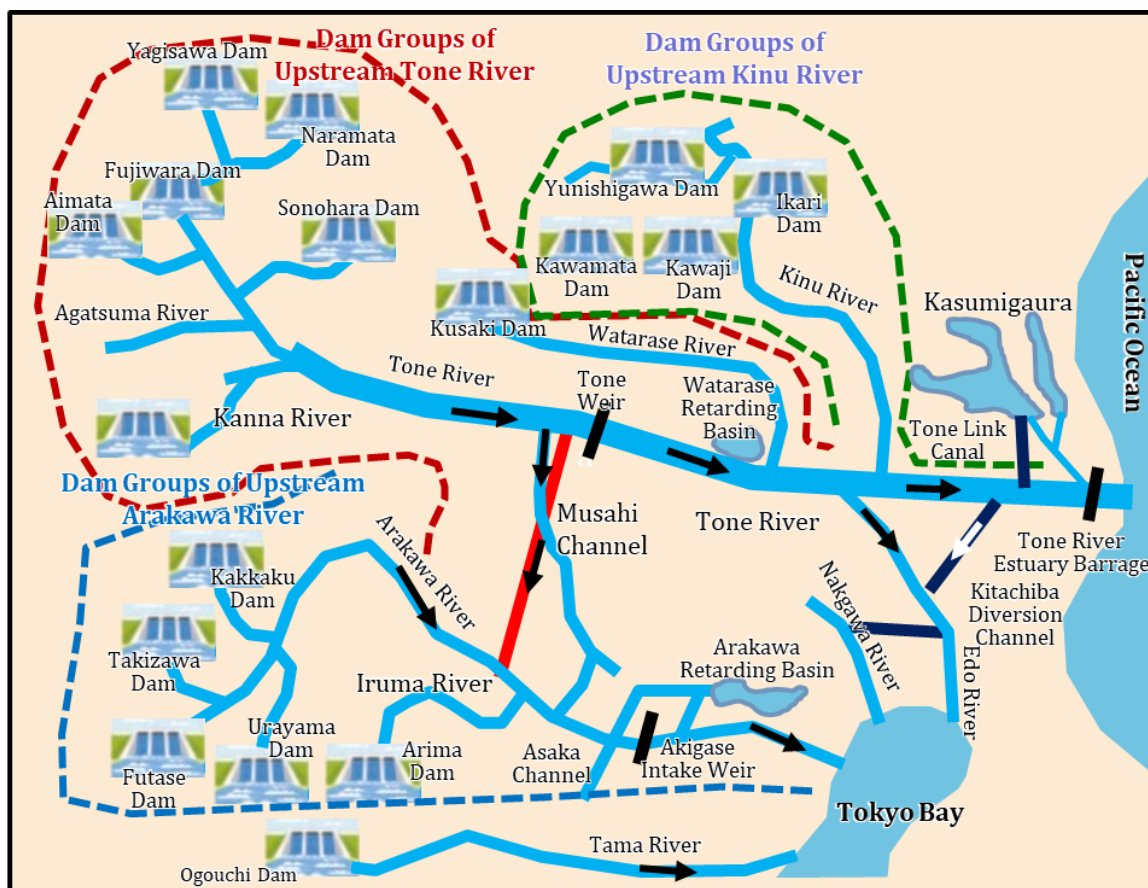 Dam Groups of
Upstream Tone River
Dam Groups of
Upstream Kinu River
Yagisawa Dam
Naramata
Dam
Fujiwara Dam
Aimata
Dam
Sonohara Dam
Yunishigawa Dam
Ikari
Dam
Kawamata
Dam
Kawaji
Dam
Kinu River
Kasumigaura
Pacific Ocean
Agatsuma River
Kusaki Dam
Watarase River
Tone River
Tone
Weir
Watarase
Retarding
Basin
Tone Link
Canal
Kanna River
Dam Groups of Upstream
Arakawa River
Arakawa River
Musahi
Channel
Tone River
Tone River
Estuary Barrage
Kakkaku
Dam
Nakgawa River
Kitachiba
Diversion
Channel
Edo River
Takizawa
Dam
Iruma River
Arakawa
Retarding Basin
Urayama
Dam
Arima
Dam
Asaka
Channel
Akigase
Intake Weir
Futase
Dam
Tokyo Bay
Tama River
Ogouchi Dam